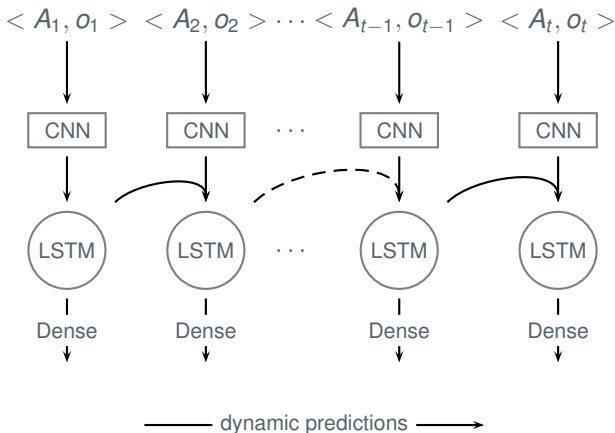 < A₁, o₁ > < A₂, o₂ > ··· < Aₜ₋₁, oₜ₋₁ > < Aₜ, oₜ >
CNN CNN ··· CNN CNN
LSTM LSTM ··· LSTM LSTM
Dense Dense Dense Dense
dynamic predictions